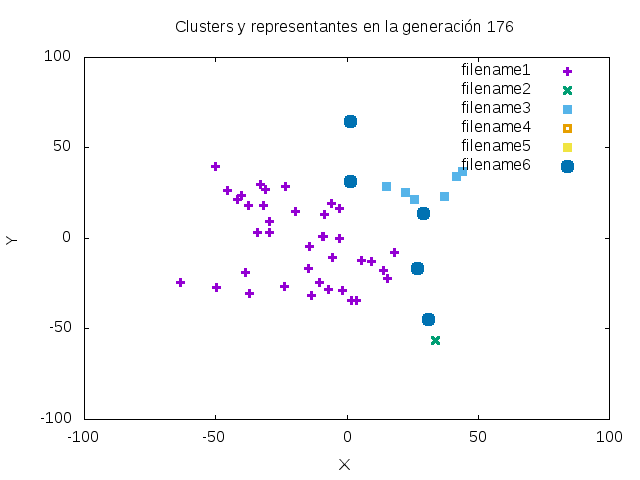 Clusters y representantes en la generación 176
100
50
0
-50
-100
-100
-50
0
50
100
Y
X
filename1
filename2
filename3
filename4
filename5
filename6